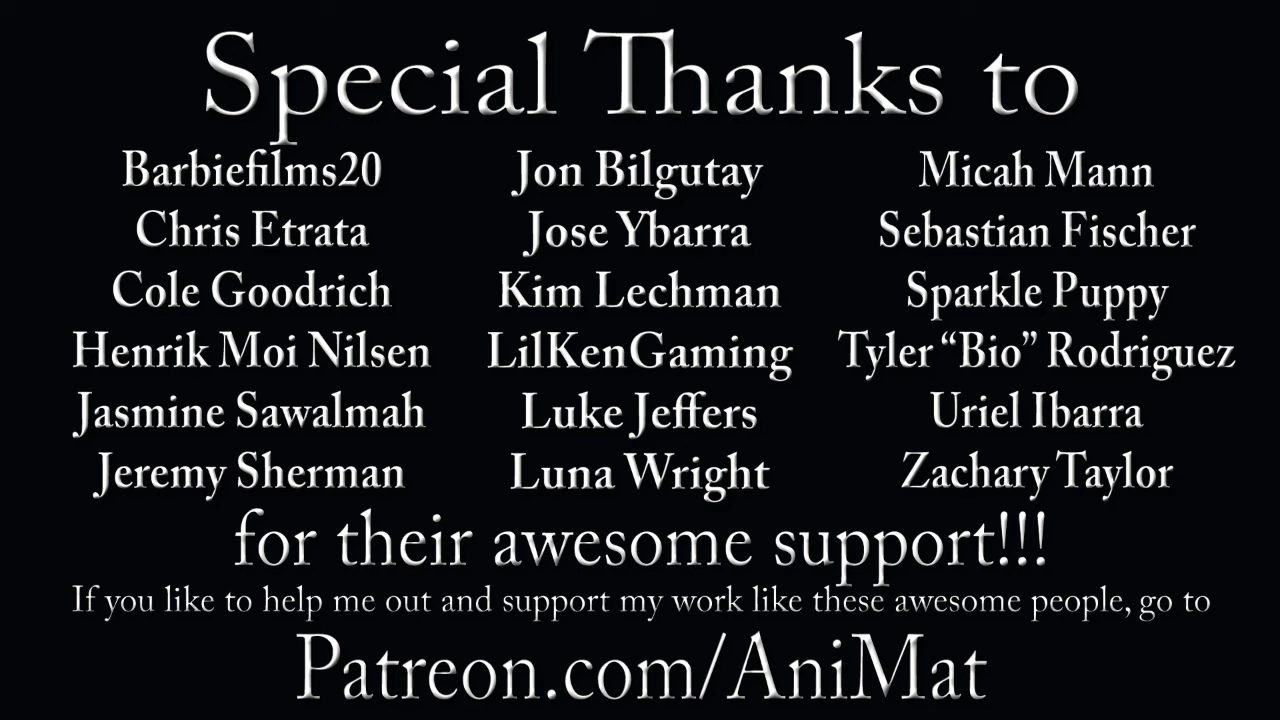 Special Thanks to
Barbiefilms20 Jon Bilgutay Micah Mann
Chris Etrata Jose Ybarra Sebastian Fischer
Cole Goodrich Kim Lechman Sparkle Puppy
Henrik Moi Nilsen LilKenGaming Tyler “Bio” Rodriguez
Jasmine Sawalmah Luke Jeffers Uriel Ibarra
Jeremy Sherman Luna Wright Zachary Taylor
for their awesome support!!!
If you like to help me out and support my work like these awesome people, go to
Patreon.com/AniMat